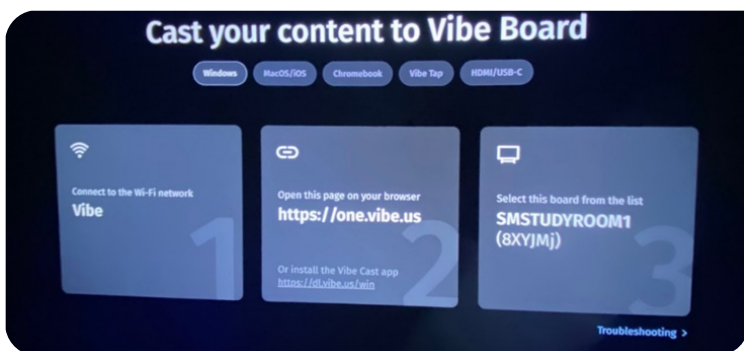 Cast your content to Vibe Board
Windows
MacOS/iOS
Chromebook
Vibe Tap
HDMI/USB-C
1
Connect to the Wi-Fi network
Vibe
2
Open this page on your browser
https://one.vibe.us
Or install the Vibe Cast app
https://dl.vibe.us/win
3
Select this board from the list
SMSTUDYROOM1
(8XYJMj)
Troubleshooting >